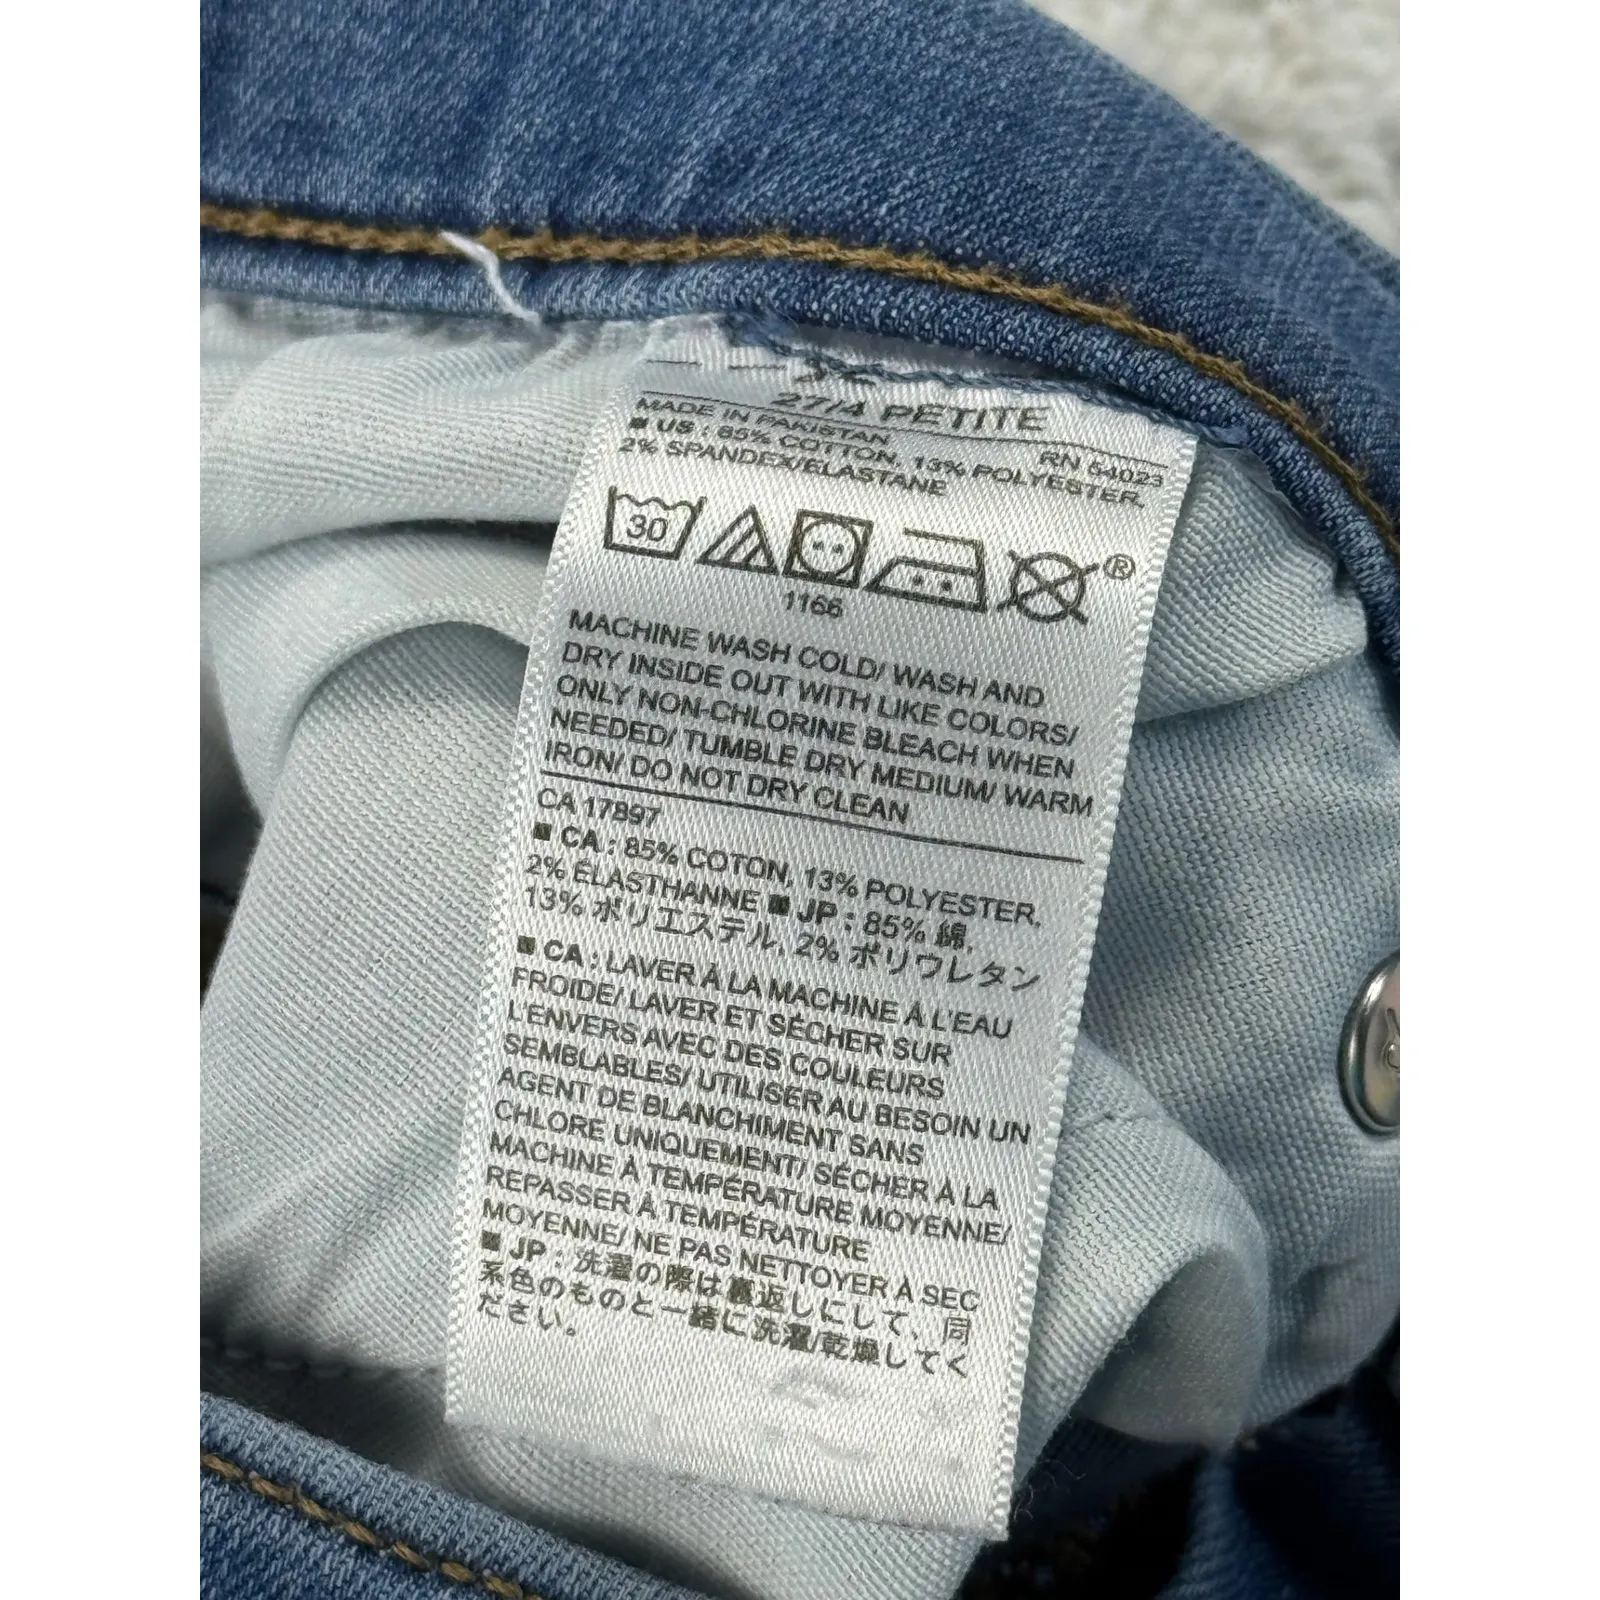 27/4 PETITE
MADE IN PAKISTAN RN 54023
■ US : 85% COTTON, 13% POLYESTER,
2% SPANDEX/ELASTANE
30 ®
1166
MACHINE WASH COLD/ WASH AND
DRY INSIDE OUT WITH LIKE COLORS/
ONLY NON-CHLORINE BLEACH WHEN
NEEDED/ TUMBLE DRY MEDIUM/ WARM
IRON/ DO NOT DRY CLEAN
CA 17897
■ CA : 85% COTON, 13% POLYESTER,
2% ÉLASTHANNE ■ JP : 85% 綿,
13% ポリエステル, 2% ポリウレタン
■ CA : LAVER À LA MACHINE À L'EAU
FROIDE/ LAVER ET SÉCHER SUR
L'ENVERS AVEC DES COULEURS
SEMBLABLES/ UTILISER AU BESOIN UN
AGENT DE BLANCHIMENT SANS
CHLORE UNIQUEMENT/ SÉCHER À LA
MACHINE À TEMPÉRATURE MOYENNE/
REPASSER À TEMPÉRATURE
MOYENNE/ NE PAS NETTOYER À SEC
■ JP : 洗濯の際は裏返しにして、同
系色のものと一緒に洗濯/乾燥してく
ださい。